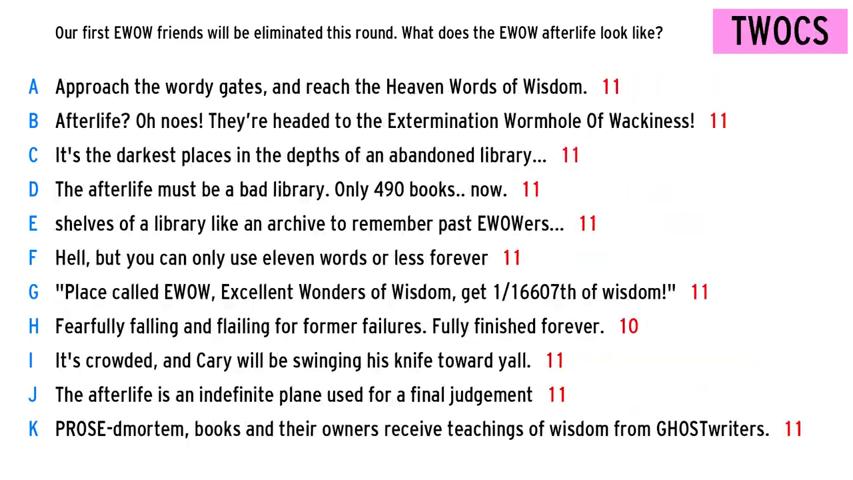 Our first EWOW friends will be eliminated this round. What does the EWOW afterlife look like? TWOCS
A Approach the wordy gates, and reach the Heaven Words of Wisdom. 11
B Afterlife? Oh noes! They're headed to the Extermination Wormhole Of Wackiness! 11
C It's the darkest places in the depths of an abandoned library... 11
D The afterlife must be a bad library. Only 490 books.. now. 11
E shelves of a library like an archive to remember past EWOWers... 11
F Hell, but you can only use eleven words or less forever 11
G "Place called EWOW, Excellent Wonders of Wisdom, get 1/16607th of wisdom!" 11
H Fearfully falling and flailing for former failures. Fully finished forever. 10
I It's crowded, and Cary will be swinging his knife toward yall. 11
J The afterlife is an indefinite plane used for a final judgement 11
K PROSE-dmortem, books and their owners receive teachings of wisdom from GHOSTwriters. 11